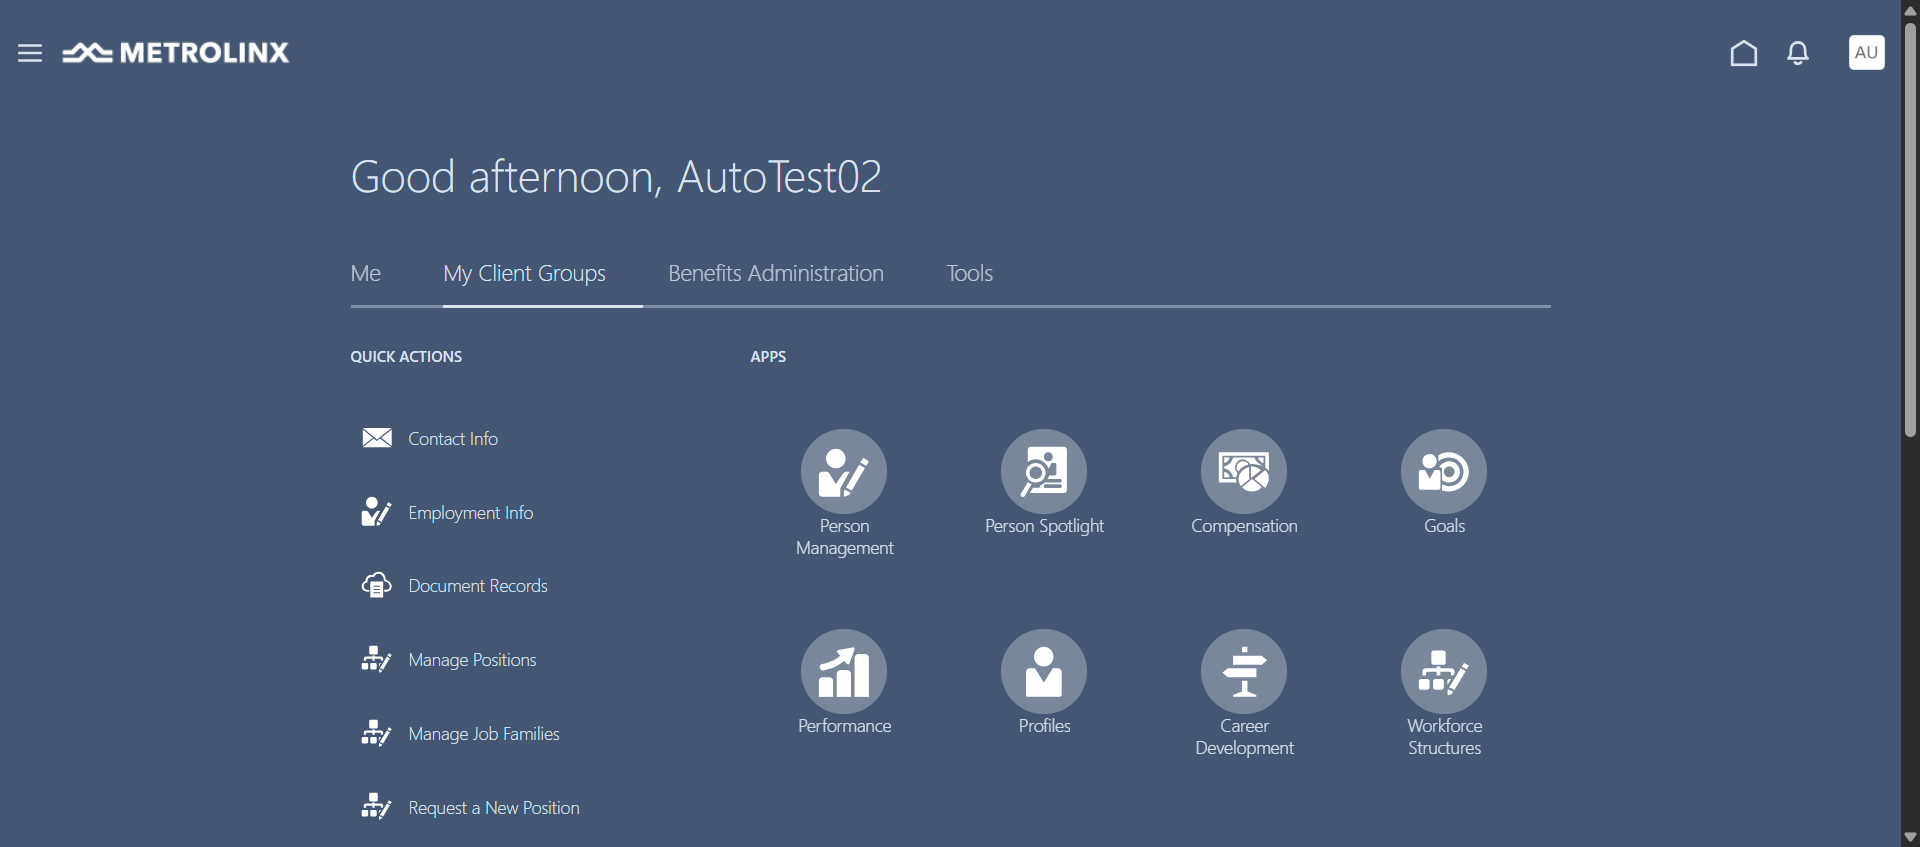 METROLINX
AU
Good afternoon, AutoTest02
Me
My Client Groups
Benefits Administration
Tools
QUICK ACTIONS
Contact Info
Employment Info
Document Records
Manage Positions
Manage Job Families
Request a New Position
APPS
Person
Management
Person Spotlight
Compensation
Goals
Performance
Profiles
Career
Development
Workforce
Structures